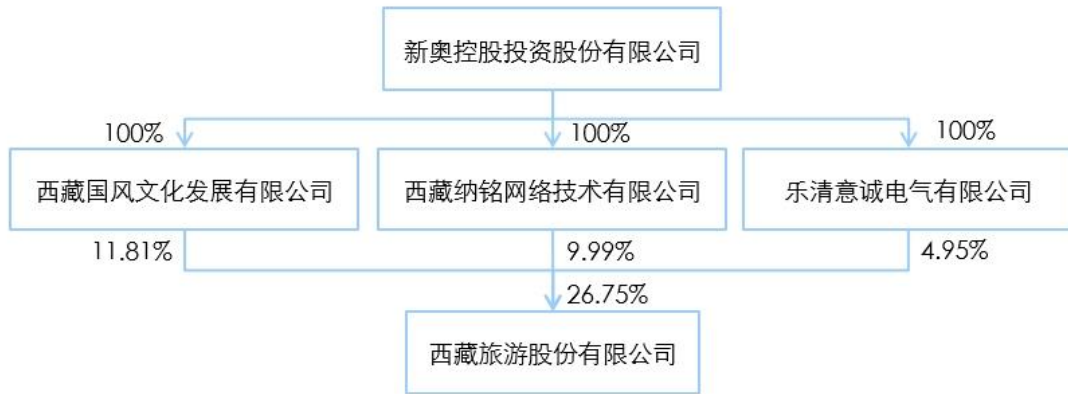 新奥控股投资股份有限公司
100%
100%
100%
西藏国风文化发展有限公司
西藏纳铭网络技术有限公司
乐清意诚电气有限公司
11.81%
9.99%
4.95%
26.75%
西藏旅游股份有限公司